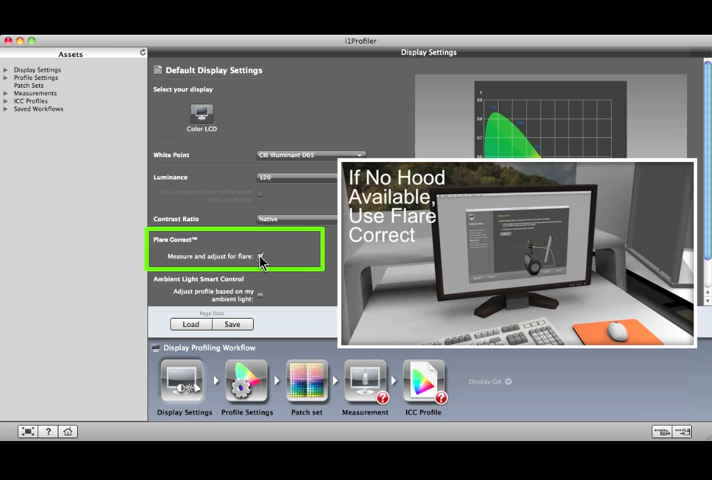 i1Profiler
Assets
Display Settings
Display Settings
Profile Settings
Patch Sets
Measurements
ICC Profiles
Saved Workflows
Default Display Settings
Select your display
Color LCD
White Point
CIE Illuminant D65
Luminance
120
Contrast Ratio
Native
Flare Correct™
Measure and adjust for flare:
Ambient Light Smart Control
Adjust profile based on my
ambient light:
Page Data
Load
Save
If No Hood
Available,
Use Flare
Correct
Display Profiling Workflow
Display Settings
Profile Settings
Patch set
Measurement
ICC Profile
Display QA